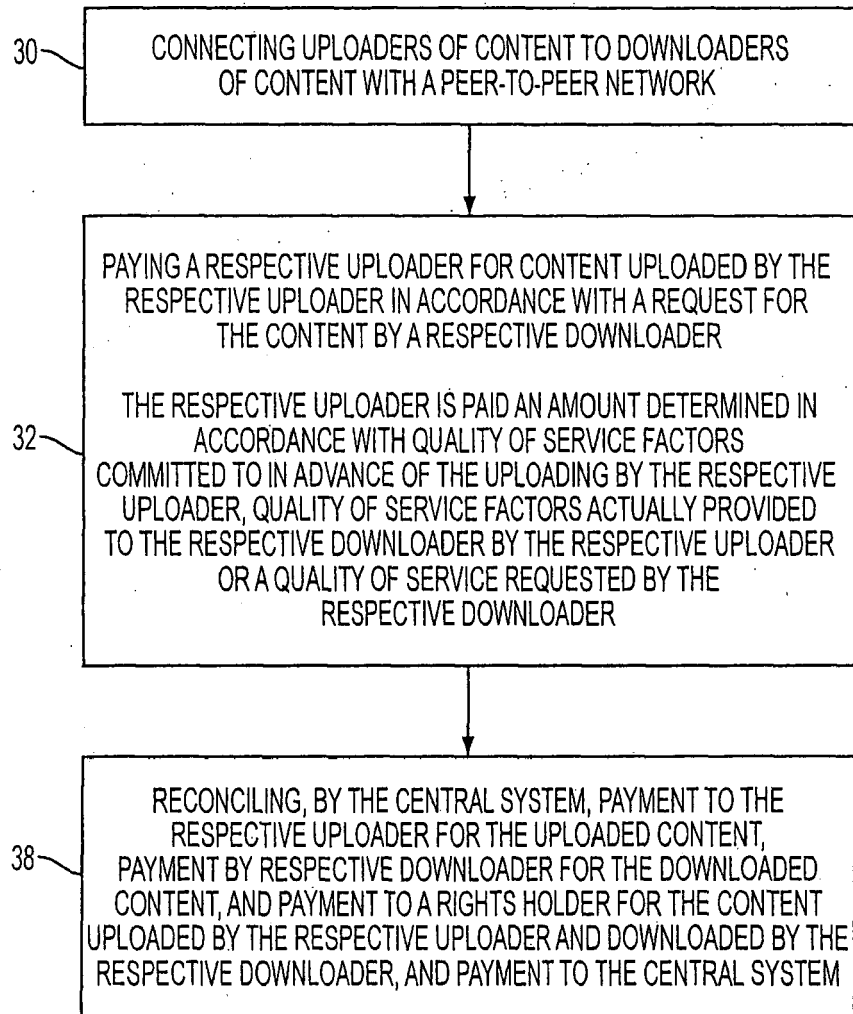 30
CONNECTING UPLOADERS OF CONTENT TO DOWNLOADERS
OF CONTENT WITH A PEER-TO-PEER NETWORK
PAYING A RESPECTIVE UPLOADER FOR CONTENT UPLOADED BY THE
RESPECTIVE UPLOADER IN ACCORDANCE WITH A REQUEST FOR
THE CONTENT BY A RESPECTIVE DOWNLOADER
32
THE RESPECTIVE UPLOADER IS PAID AN AMOUNT DETERMINED IN
ACCORDANCE WITH QUALITY OF SERVICE FACTORS
COMMITTED TO IN ADVANCE OF THE UPLOADING BY THE RESPECTIVE
UPLOADER, QUALITY OF SERVICE FACTORS ACTUALLY PROVIDED
TO THE RESPECTIVE DOWNLOADER BY THE RESPECTIVE UPLOADER
OR A QUALITY OF SERVICE REQUESTED BY THE
RESPECTIVE DOWNLOADER
38
RECONCILING, BY THE CENTRAL SYSTEM, PAYMENT TO THE
RESPECTIVE UPLOADER FOR THE UPLOADED CONTENT,
PAYMENT BY RESPECTIVE DOWNLOADER FOR THE DOWNLOADED
CONTENT, AND PAYMENT TO A RIGHTS HOLDER FOR THE CONTENT
UPLOADED BY THE RESPECTIVE UPLOADER AND DOWNLOADED BY THE
RESPECTIVE DOWNLOADER, AND PAYMENT TO THE CENTRAL SYSTEM